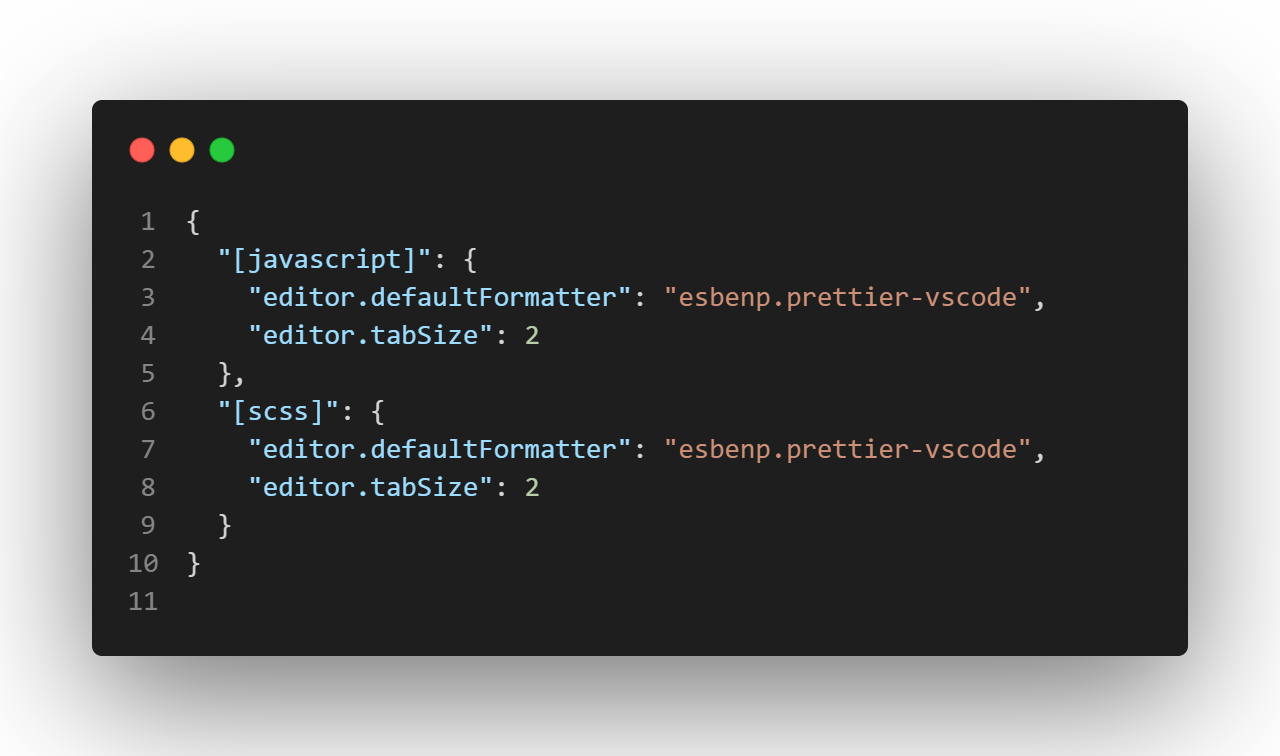 1 {
2   "[javascript]": {
3     "editor.defaultFormatter": "esbenp.prettier-vscode",
4     "editor.tabSize": 2
5   },
6   "[scss]": {
7     "editor.defaultFormatter": "esbenp.prettier-vscode",
8     "editor.tabSize": 2
9   }
10 }
11